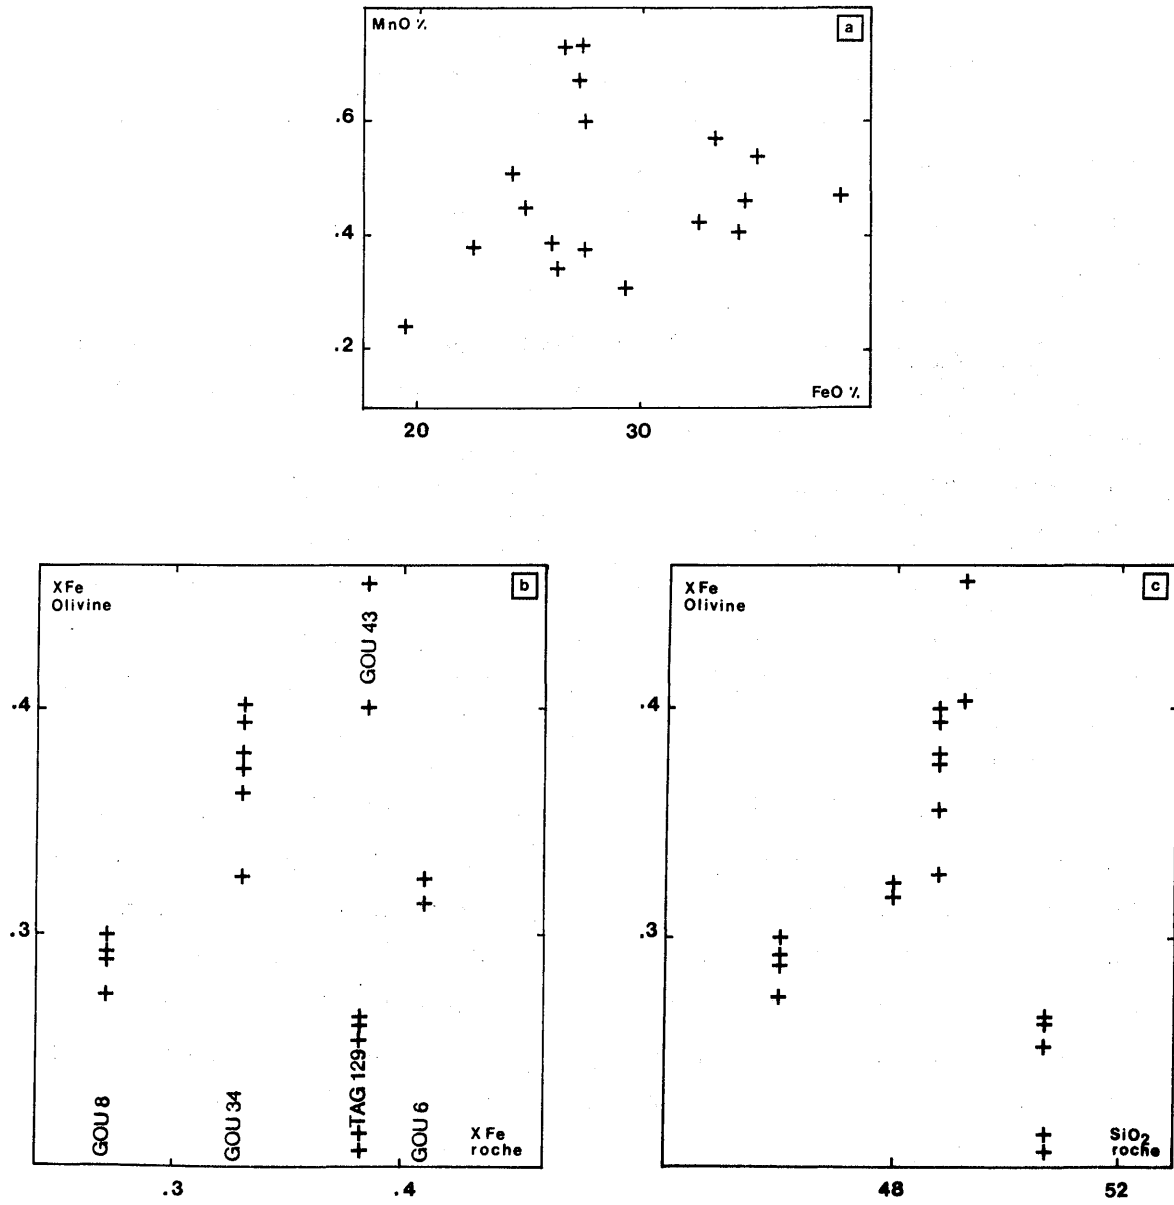 MnO %
a
.6
.4
.2
FeO %
20
30
XFe
Olivine
b
GOU 43
.4
.3
GOU 8
GOU 34
TAG 129
GOU 6
XFe
roche
.3
.4
XFe
Olivine
c
.4
.3
SiO2
roche
48
52